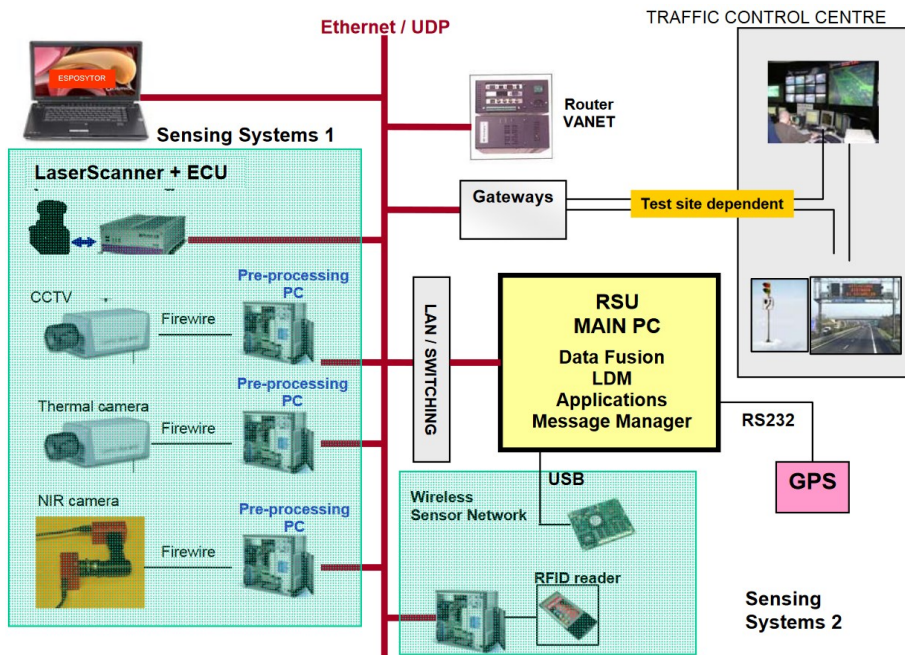 Ethernet / UDP
TRAFFIC CONTROL CENTRE
ESPOSYTOR
Sensing Systems 1
Router
VANET
LaserScanner + ECU
Gateways
Test site dependent
Pre-processing
PC
CCTV
Firewire
LAN / SWITCHING
RSU
MAIN PC
Data Fusion
LDM
Applications
Message Manager
Pre-processing
PC
Thermal camera
Firewire
RS232
GPS
USB
Wireless
Sensor Network
NIR camera
Pre-processing
PC
Firewire
RFID reader
Sensing
Systems 2